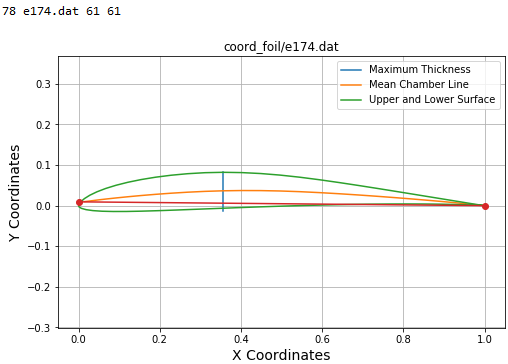 78 e174.dat 61 61
coord_foil/e174.dat
Maximum Thickness
Mean Chamber Line
Upper and Lower Surface
Y Coordinates
0.3
0.2
0.1
0.0
−0.1
−0.2
−0.3
0.0 0.2 0.4 0.6 0.8 1.0
X Coordinates